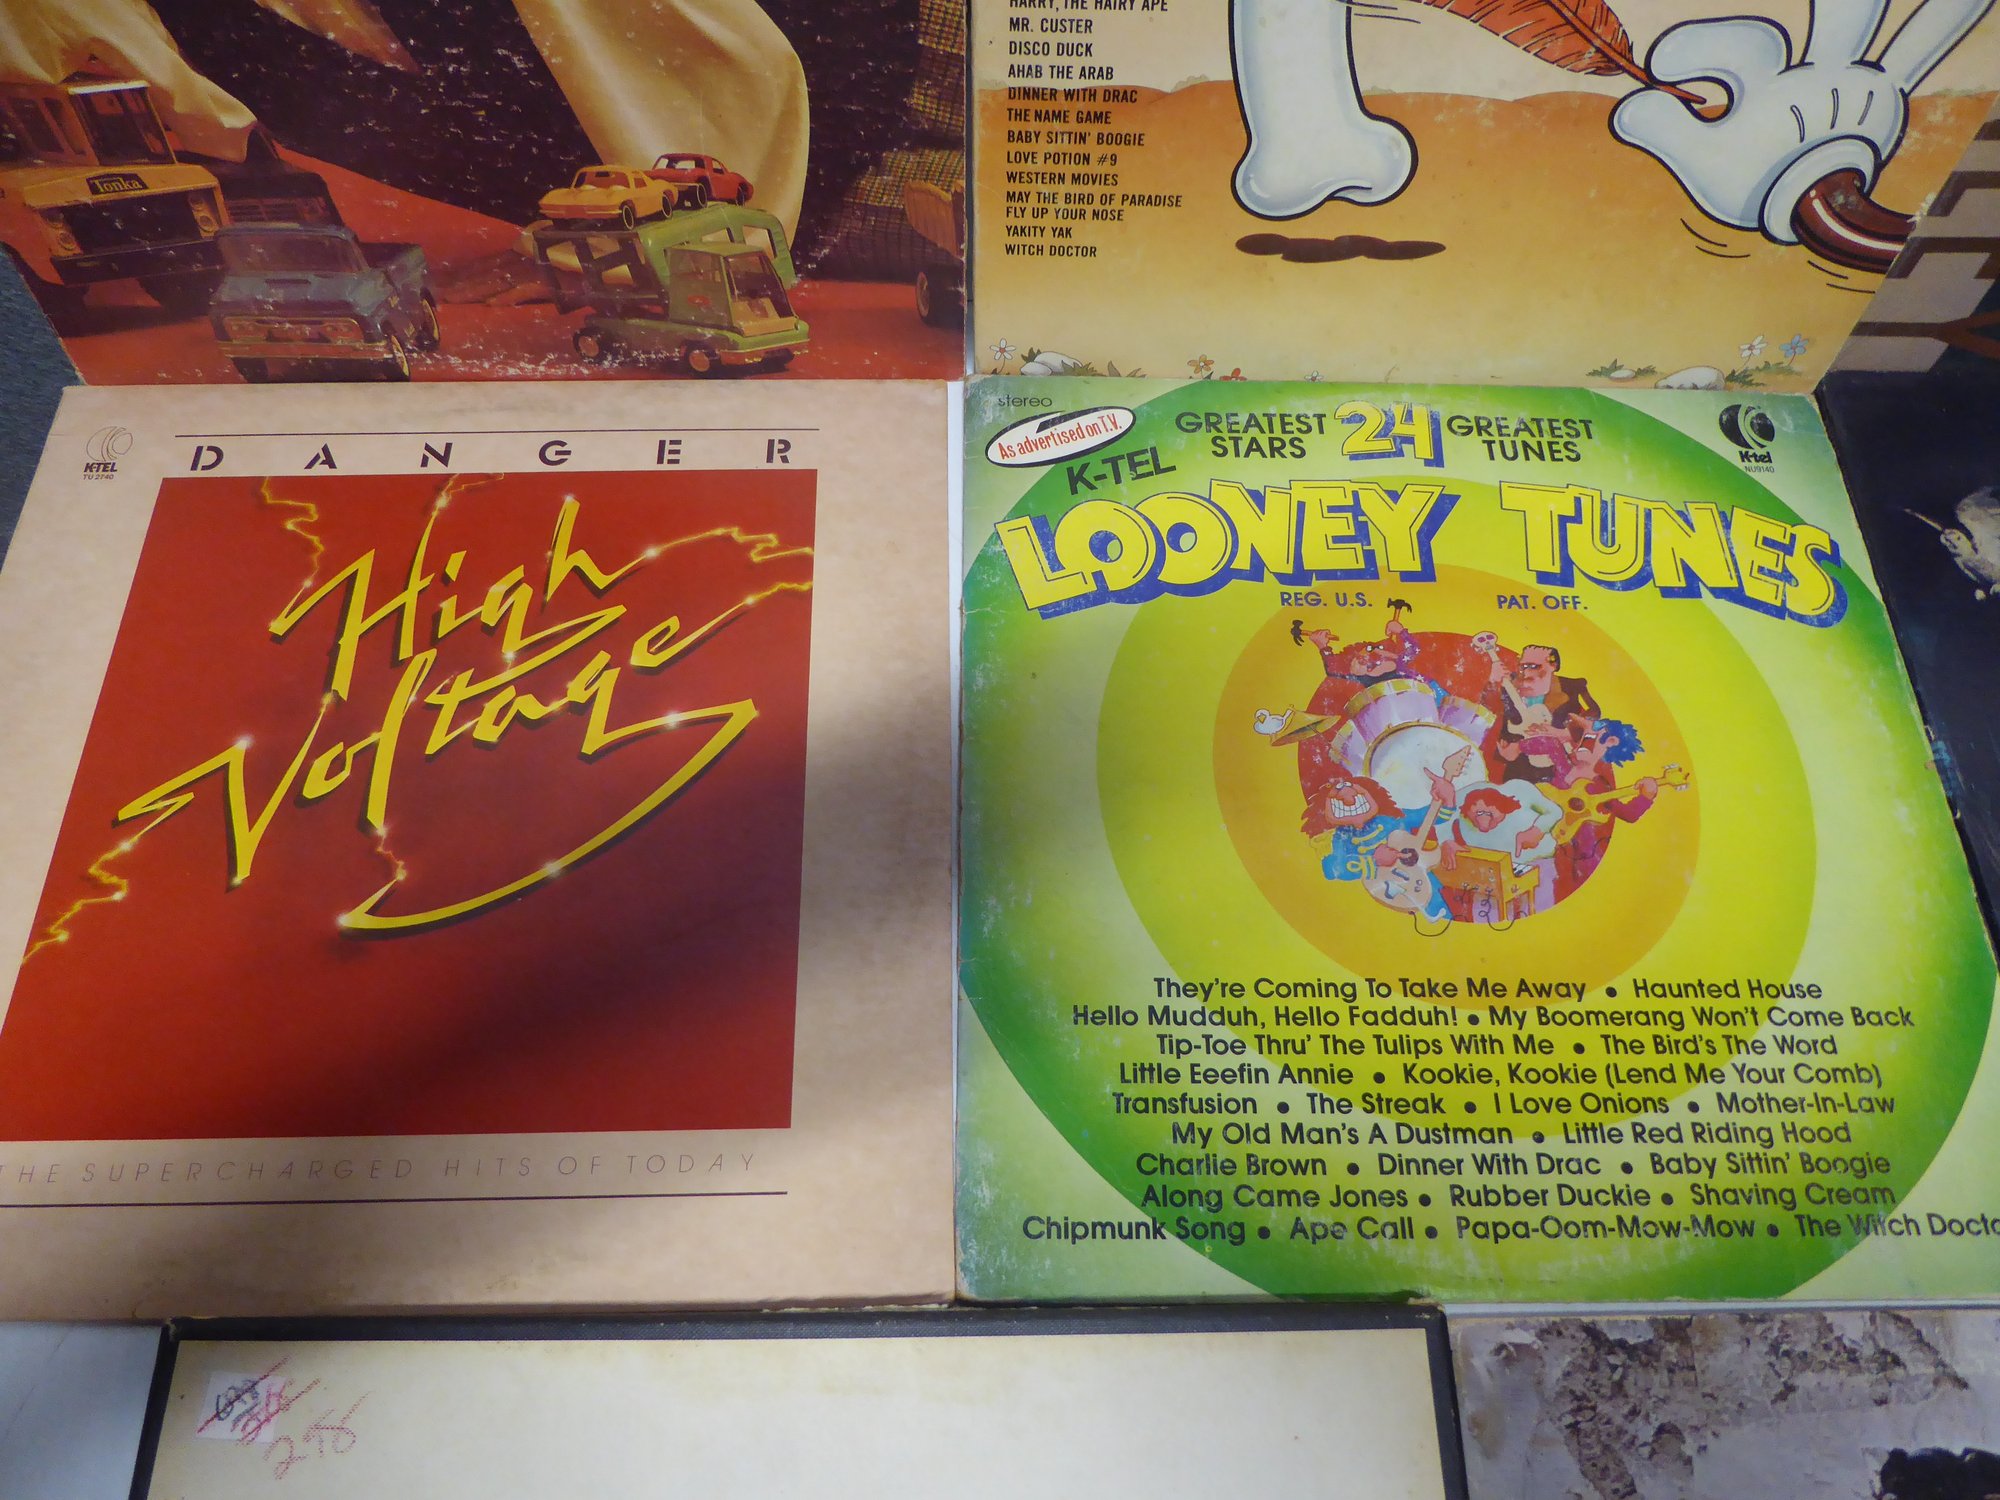 Tonka
HARRY, THE HAIRY APE
MR. CUSTER
DISCO DUCK
AHAB THE ARAB
DINNER WITH DRAC
THE NAME GAME
BABY SITTIN' BOOGIE
LOVE POTION #9
WESTERN MOVIES
MAY THE BIRD OF PARADISE
FLY UP YOUR NOSE
YAKITY YAK
WITCH DOCTOR
K-TEL
TU 2740
DANGER
High
Voltage
THE SUPERCHARGED HITS OF TODAY
stereo
As advertised on T.V.
K-TEL
GREATEST STARS
24
GREATEST TUNES
K-tel
NU9140
LOONEY TUNES
REG. U.S. PAT. OFF.
They're Coming To Take Me Away • Haunted House
Hello Mudduh, Hello Fadduh! • My Boomerang Won't Come Back
Tip-Toe Thru' The Tulips With Me • The Bird's The Word
Little Eeefin Annie • Kookie, Kookie (Lend Me Your Comb)
Transfusion • The Streak • I Love Onions • Mother-In-Law
My Old Man's A Dustman • Little Red Riding Hood
Charlie Brown • Dinner With Drac • Baby Sittin' Boogie
Along Came Jones • Rubber Duckie • Shaving Cream
Chipmunk Song • Ape Call • Papa-Oom-Mow-Mow • The Witch Docto